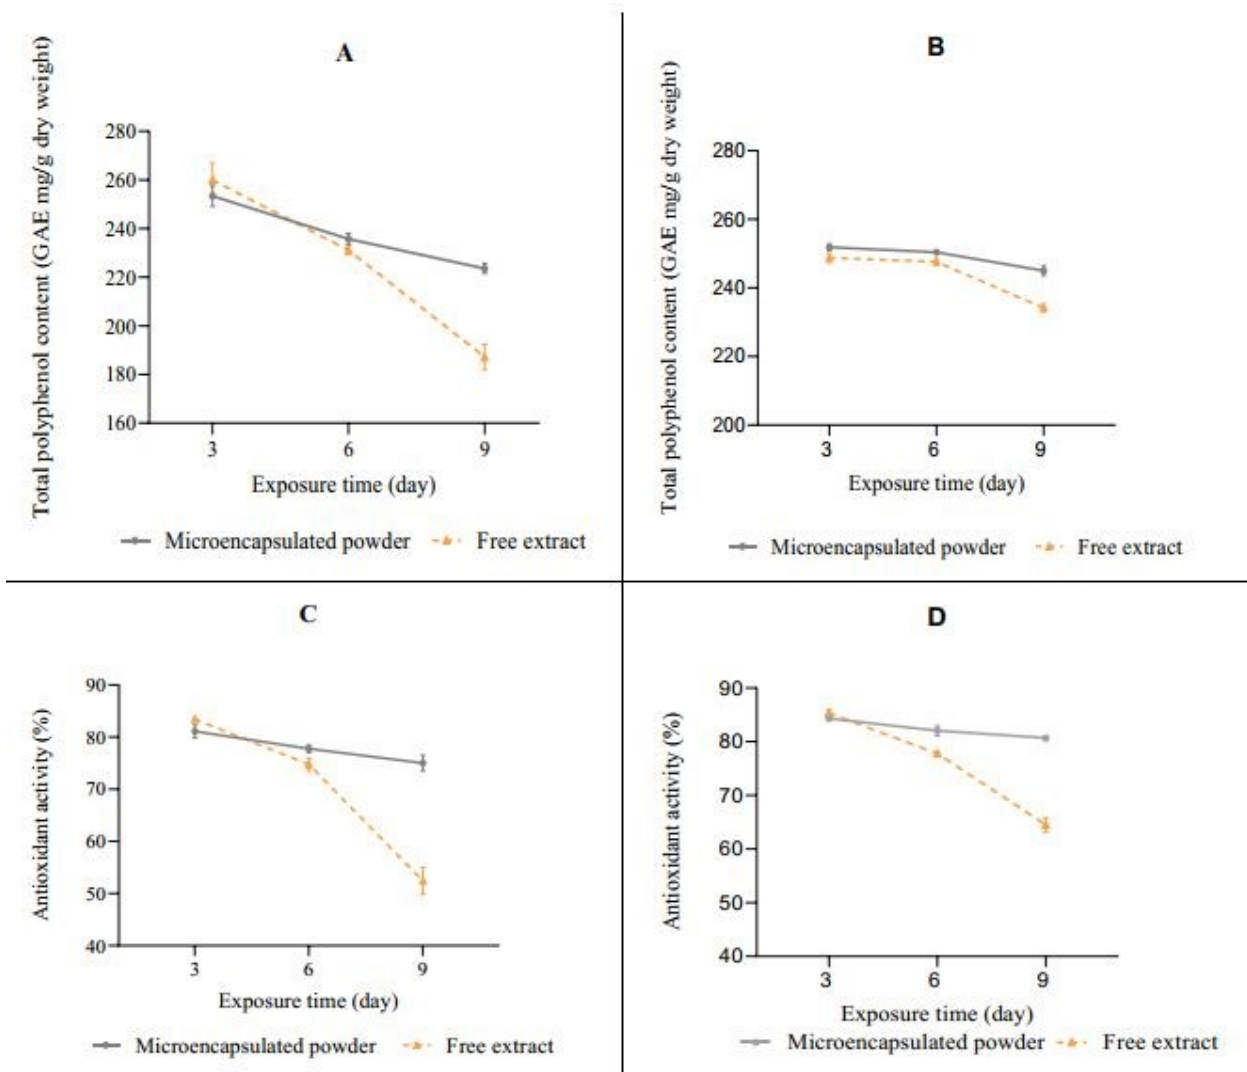 A
Total polyphenol content (GAE mg/g dry weight)
280
260
240
220
200
180
160
3 6 9
Exposure time (day)
Microencapsulated powder Free extract
B
Total polyphenol content (GAE mg/g dry weight)
280
260
240
220
200
3 6 9
Exposure time (day)
Microencapsulated powder Free extract
C
Antioxidant activity (%)
90
80
70
60
50
40
3 6 9
Exposure time (day)
Microencapsulated powder Free extract
D
Antioxidant activity (%)
90
80
70
60
50
40
3 6 9
Exposure time (day)
Microencapsulated powder Free extract